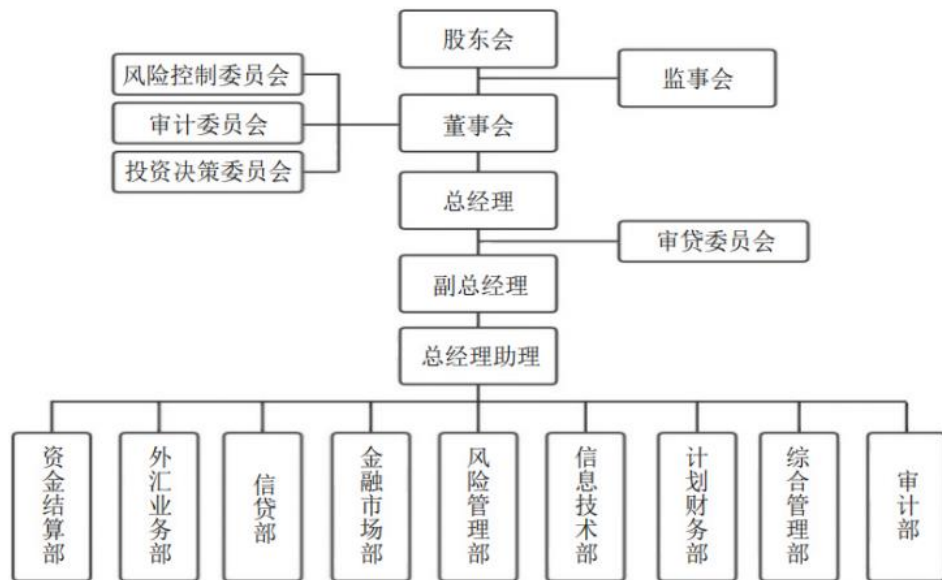 股东会
风险控制委员会
监事会
审计委员会
董事会
投资决策委员会
总经理
审贷委员会
副总经理
总经理助理
资金结算部
外汇业务部
信贷部
金融市场部
风险管理部
信息技术部
计划财务部
综合管理部
审计部